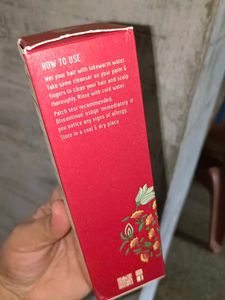 HOW TO USE
Wet your hair with lukewarm water
Take some cleanser on your palm &
fingers to clean your hair and scalp
thoroughly. Rinse with cold water
Patch test recommended.
Discontinue usage immediately if
you notice any signs of allergy.
Store in a cool & dry place